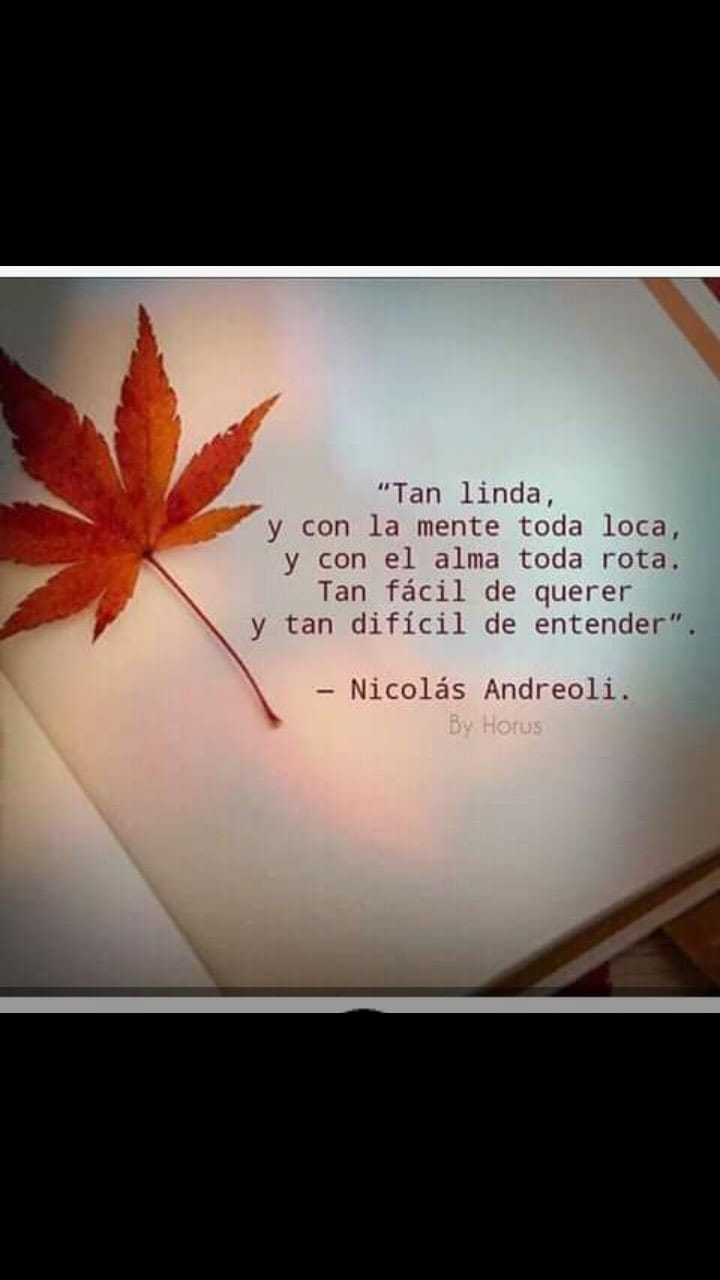 “Tan linda,
y con la mente toda loca,
y con el alma toda rota.
Tan fácil de querer
y tan difícil de entender”.
— Nicolás Andreoli.
By Horus